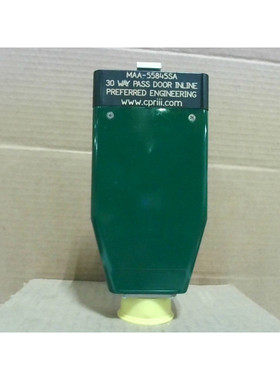 MAA-55845SA
30 WAY PASS DOOR INLINE
PREFERRED ENGINEERING
www.cpriii.com